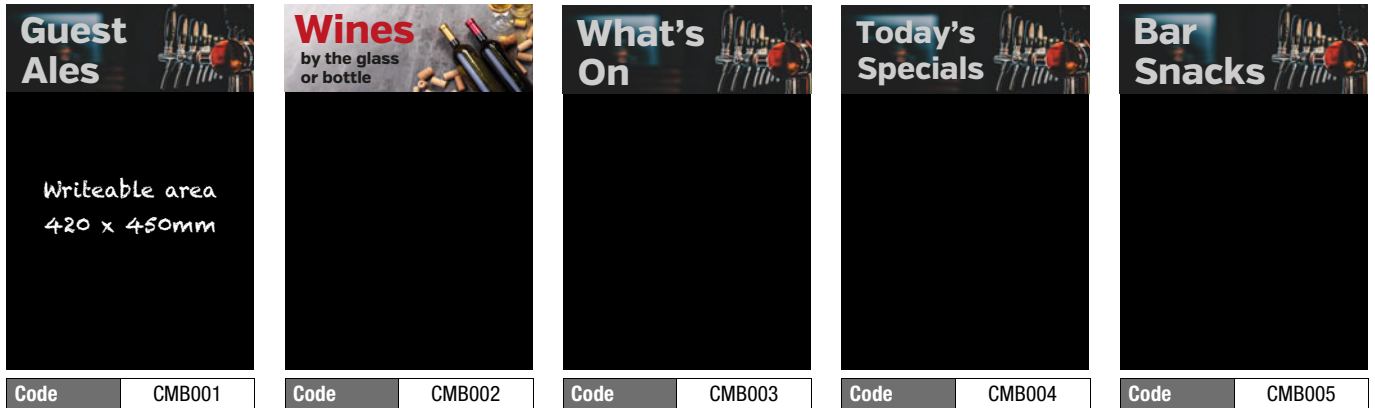 Guest
Ales
Writeable area
420 x 450mm
Code CMB001
Wines
by the glass
or bottle
Code CMB002
What's
On
Code CMB003
Today's
Specials
Code CMB004
Bar
Snacks
Code CMB005